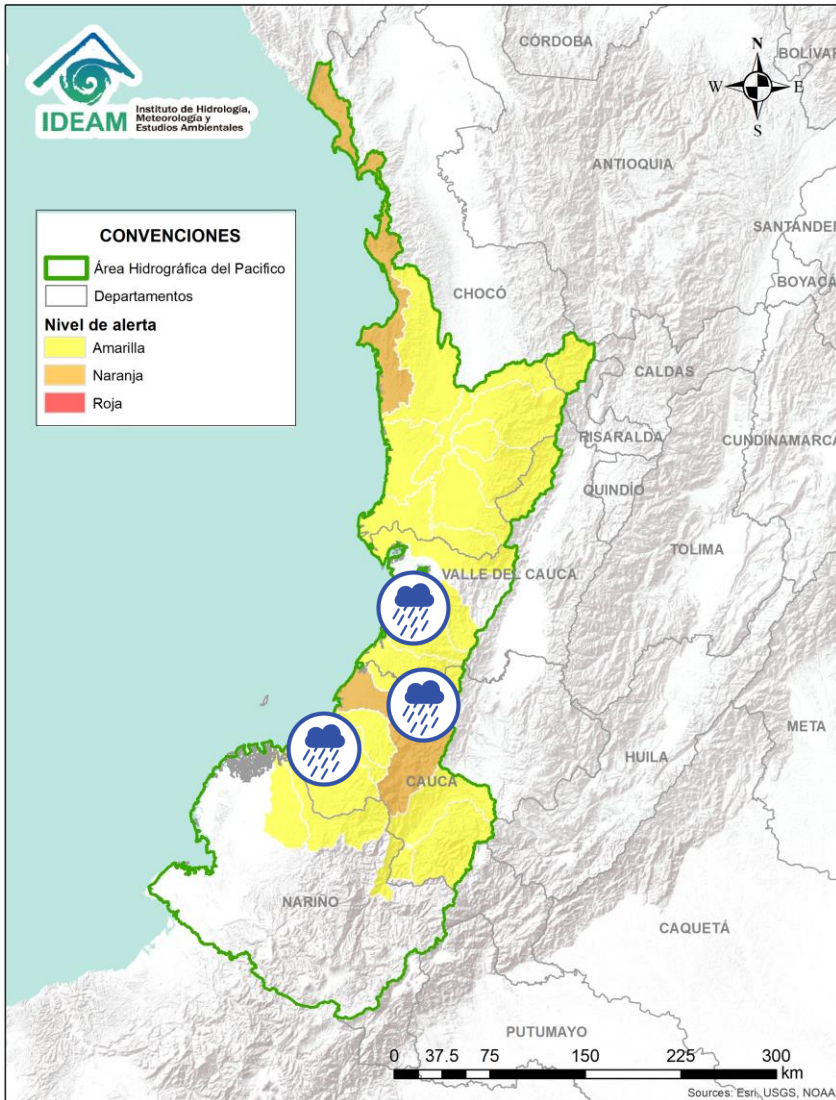 CÓRDOBA
BOLÍVAR
IDEAM
Instituto de Hidrología,
Meteorología y
Estudios Ambientales
N
W E
S
ANTIOQUIA
SANTANDER
CONVENCIONES
Área Hidrográfica del Pacifico
Departamentos
Nivel de alerta
Amarilla
Naranja
Roja
BOYACÁ
CHOCÓ
CALDAS
RISARALDA
CUNDINAMARCA
QUINDÍO
TOLIMA
VALLE DEL CAUCA
META
HUILA
CAUCA
NARIÑO
CAQUETÁ
PUTUMAYO
0 37.5 75 150 225 300
km
Sources: Esri, USGS, NOAA